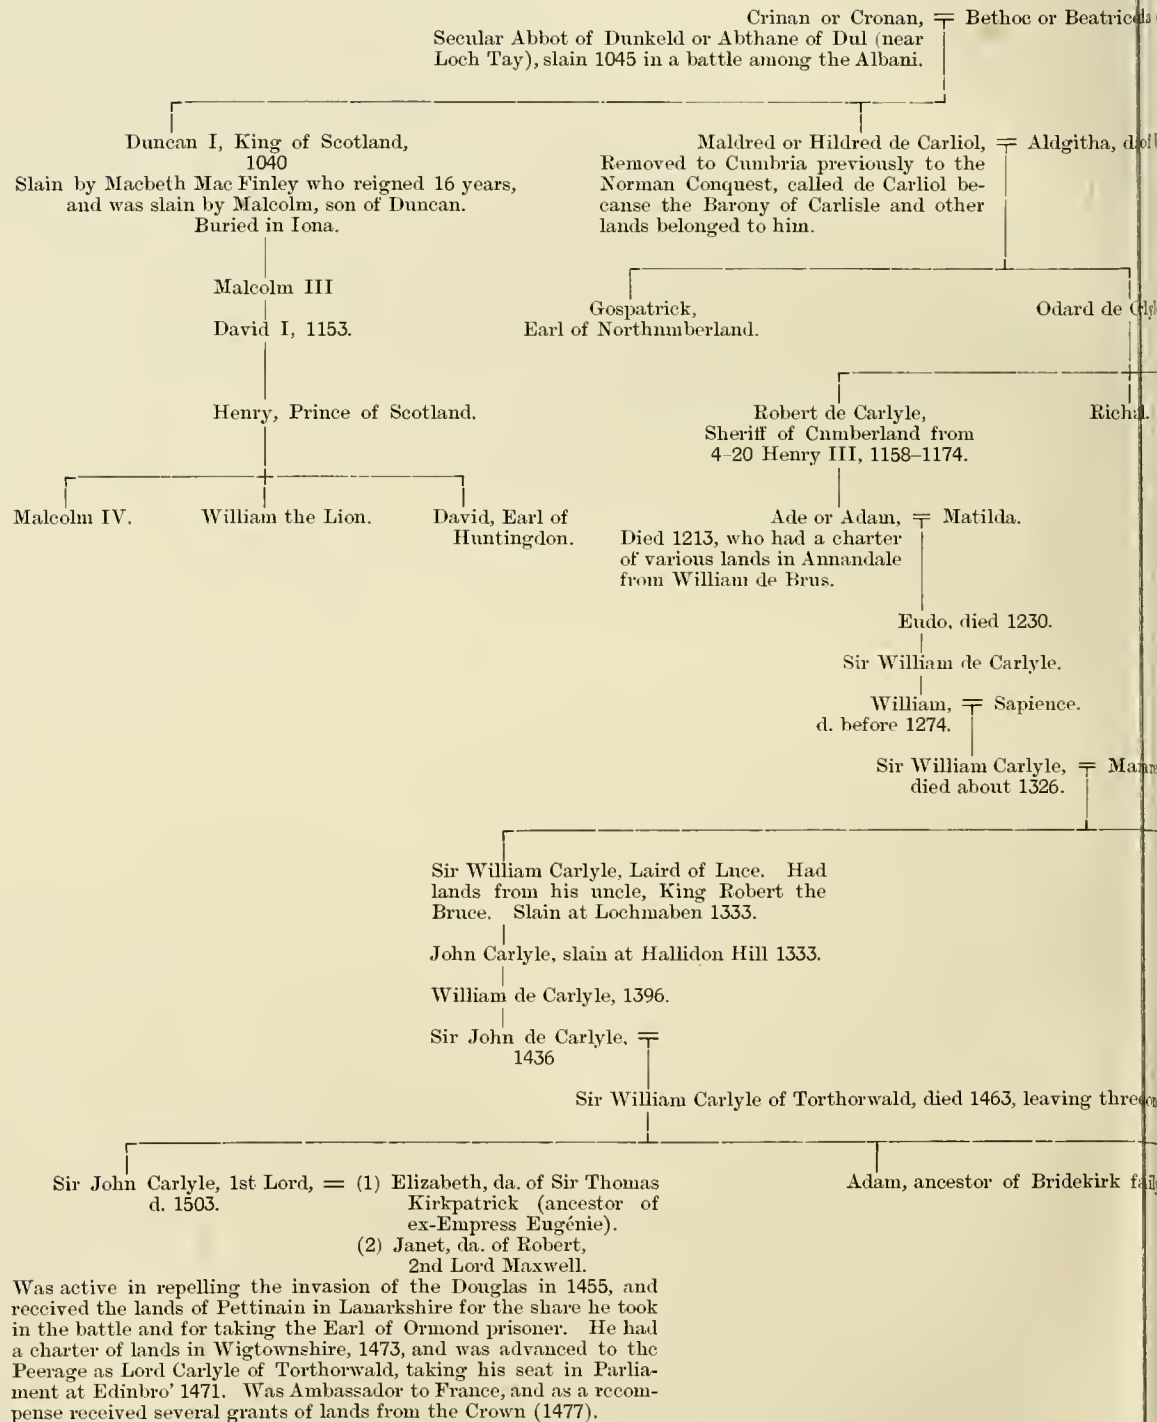 Crinan or Cronan, = Bethoc or Beatrice
Secular Abbot of Dunkeld or Abthane of Dul (near
Loch Tay), slain 1045 in a battle among the Albani.
Duncan I, King of Scotland,
1040
Slain by Macbeth Mac Finley who reigned 16 years,
and was slain by Malcolm, son of Duncan.
Buried in Iona.
Maldred or Hildred de Carliol, = Aldgitha,
Removed to Cumbria previously to the
Norman Conquest, called de Carliol be-
canse the Barony of Carlisle and other
lands belonged to him.
Malcolm III
David I, 1153.
Gospatrick,
Earl of Northnmberland.
Odard de
Henry, Prince of Scotland.
Robert de Carlyle,
Sheriff of Cnmberland from
4-20 Henry III, 1158-1174.
Malcolm IV.
William the Lion.
David, Earl of
Huntingdon.
Ade or Adam, = Matilda.
Died 1213, who had a charter
of various lands in Annandale
from William de Brus.
Eudo, died 1230.
Sir William de Carlyle.
William, = Sapience.
d. before 1274.
Sir William Carlyle, =
died about 1326.
Sir William Carlyle, Laird of Luce. Had
lands from his uncle, King Robert the
Bruce. Slain at Lochmaben 1333.
John Carlyle, slain at Hallidon Hill 1333.
William de Carlyle, 1396.
Sir John de Carlyle, =
1436
Sir William Carlyle of Torthorwald, died 1463, leaving
Sir John Carlyle, 1st Lord, = (1) Elizabeth, da. of Sir Thomas
d. 1503. Kirkpatrick (ancestor of
ex-Empress Eugénie).
(2) Janet, da. of Robert,
2nd Lord Maxwell.
Adam, ancestor of Bridekirk
Was active in repelling the invasion of the Douglas in 1455, and
received the lands of Pettinain in Lanarkshire for the share he took
in the battle and for taking the Earl of Ormond prisoner. He had
a charter of lands in Wigtownshire, 1473, and was advanced to the
Peerage as Lord Carlyle of Torthorwald, taking his seat in Parlia-
ment at Edinbro' 1471. Was Ambassador to France, and as a recom-
pense received several grants of lands from the Crown (1477).